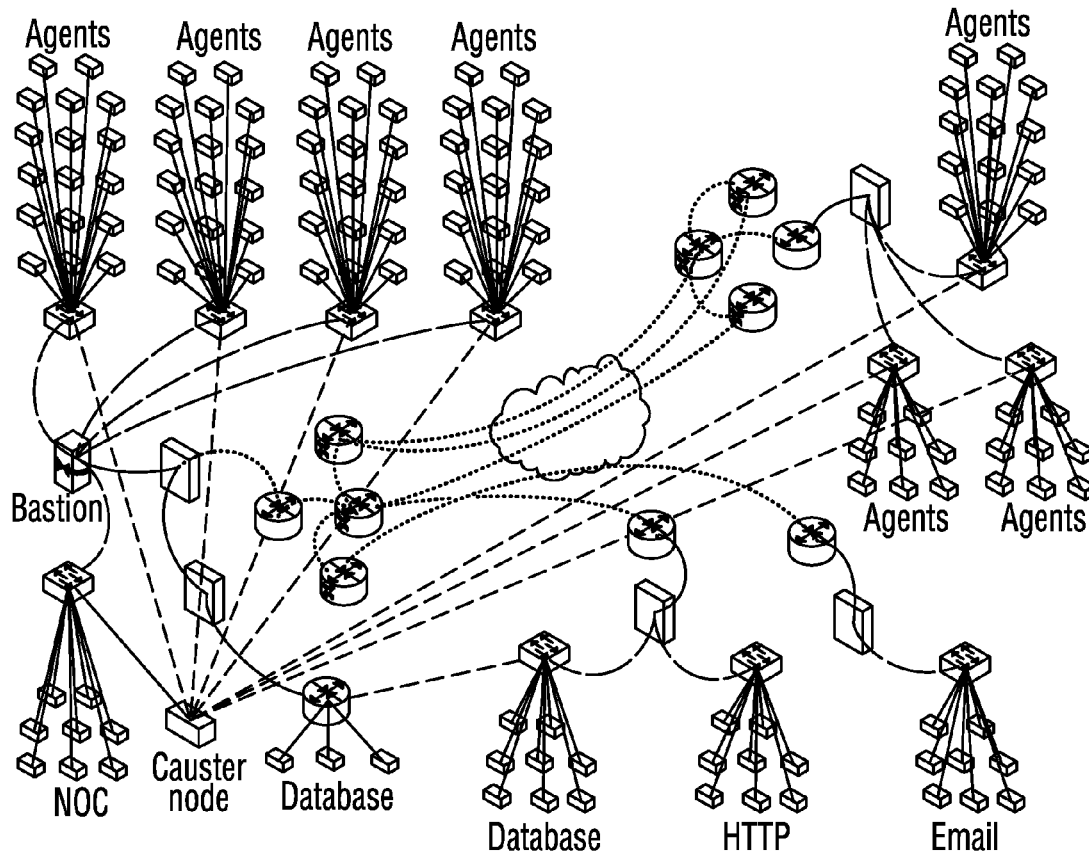 Agents
Agents
Agents
Agents
Agents
Bastion
Agents
Agents
NOC
Causter
node
Database
Database
HTTP
Email